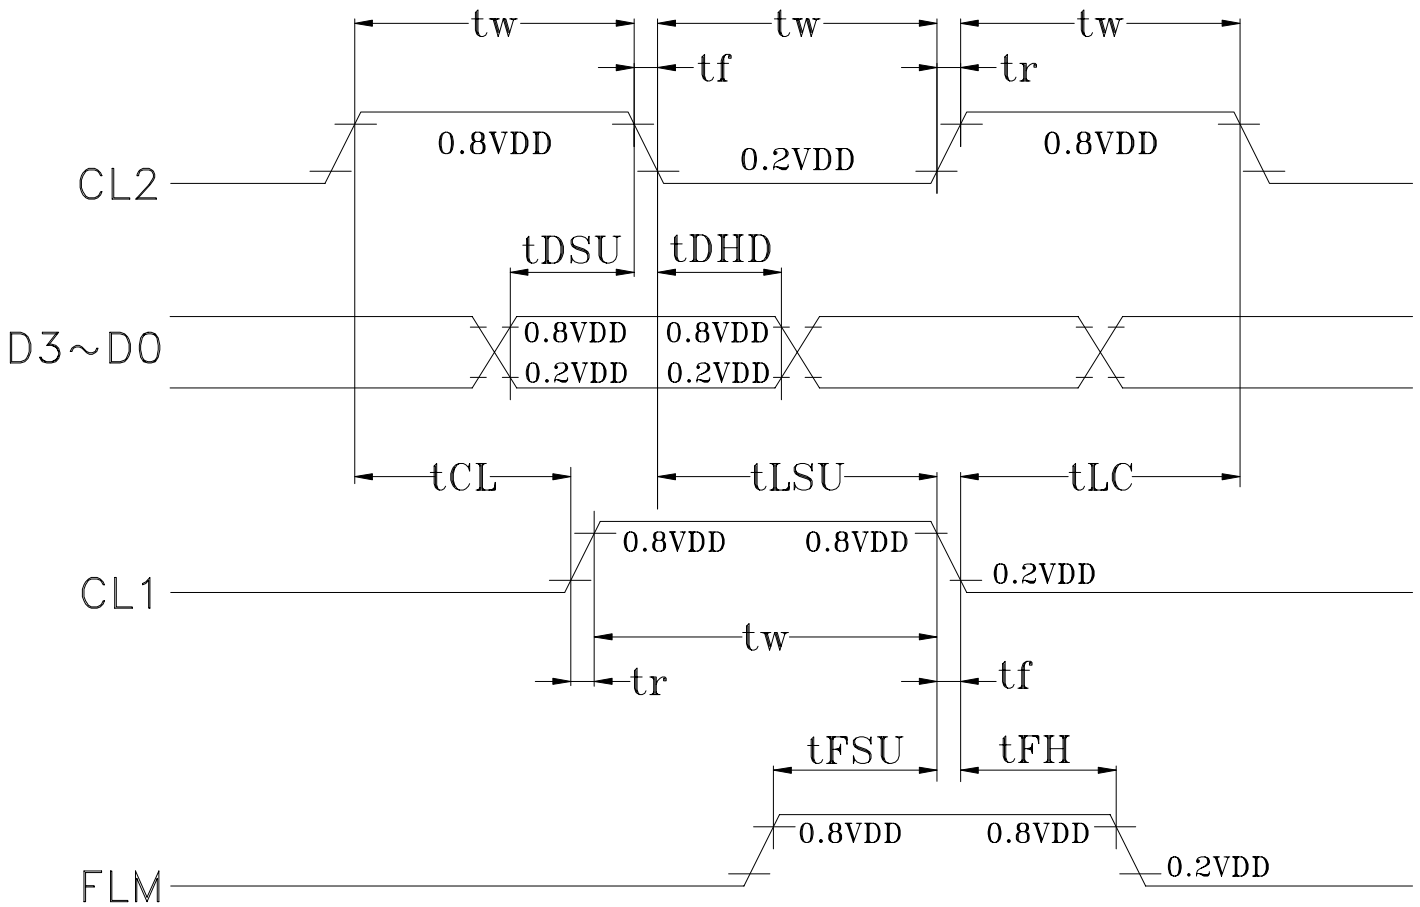 tw tw tw
tf tr
0.8VDD 0.2VDD 0.8VDD
CL2
tDSU tDHD
0.8VDD 0.8VDD
D3~D0
0.2VDD 0.2VDD
tCL tLSU tLC
0.8VDD 0.8VDD
0.2VDD
CL1
tw
tr tf
tFSU tFH
0.8VDD 0.8VDD
0.2VDD
FLM